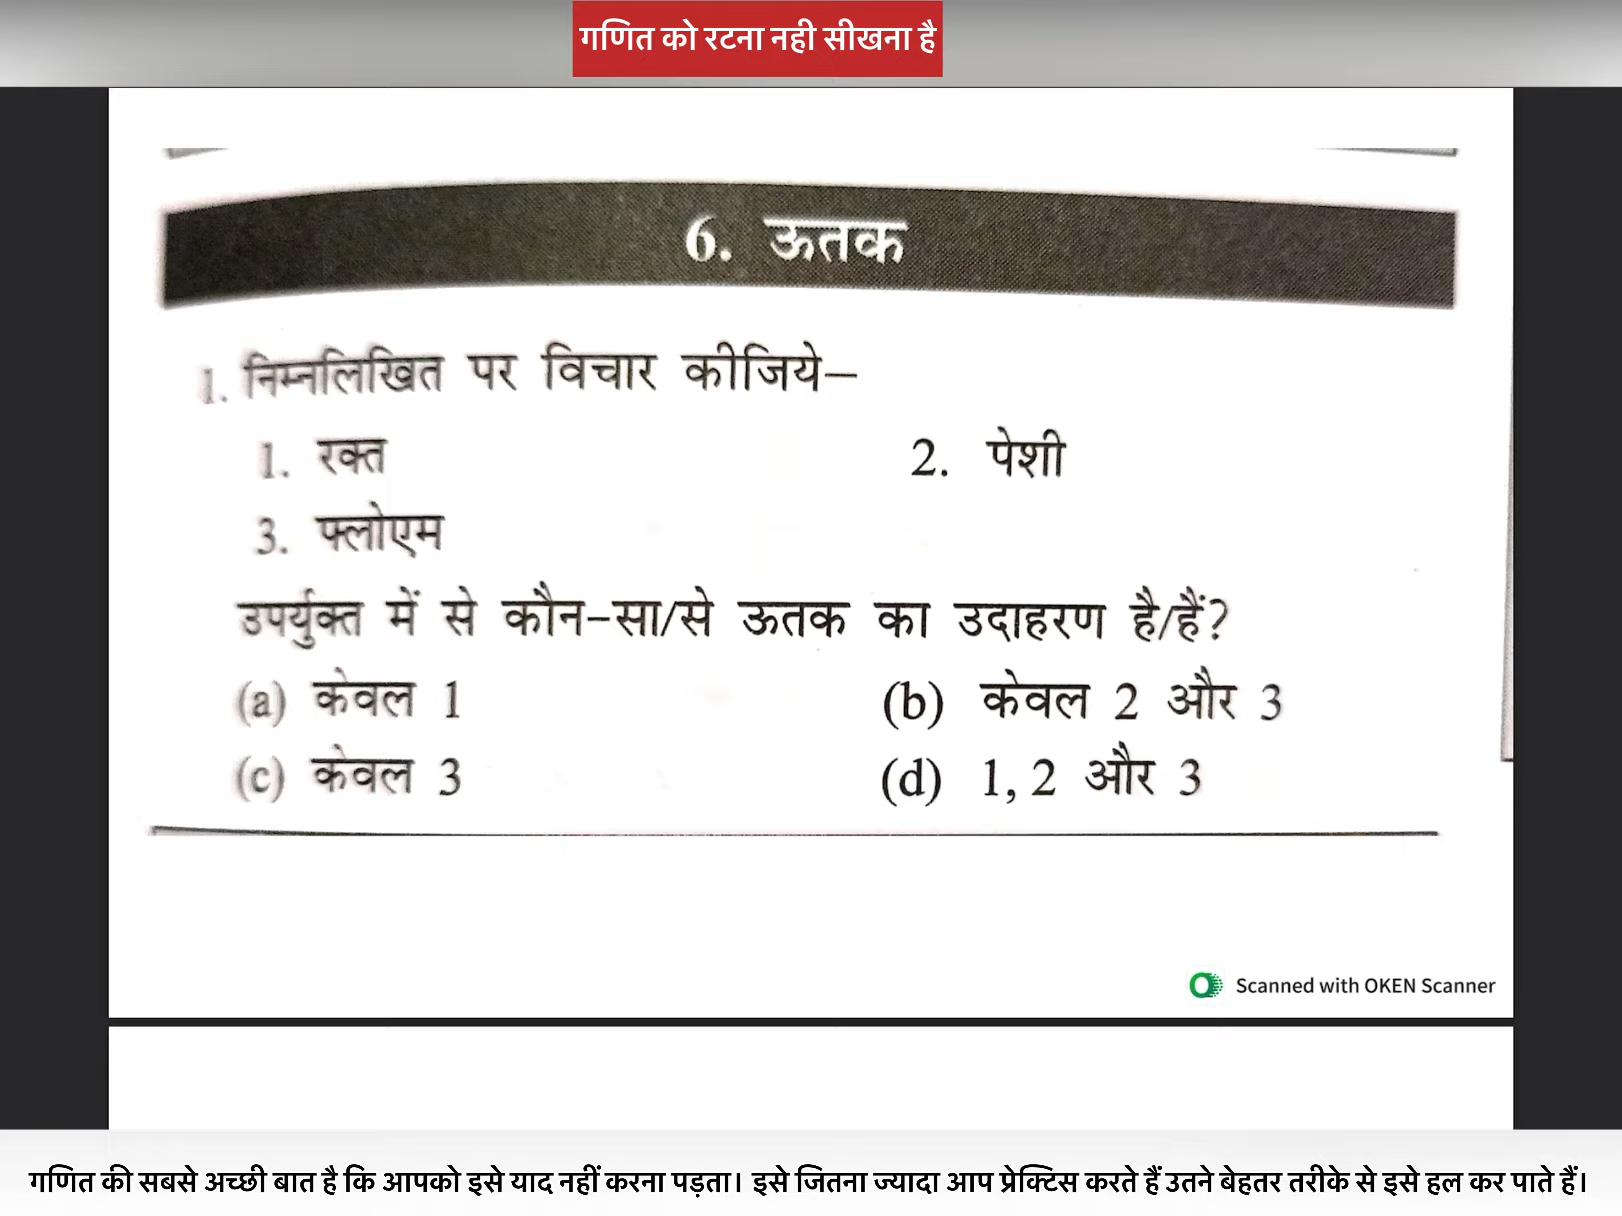 गणित को रटना नही सीखना है
6. ऊतक
1. निम्नलिखित पर विचार कीजिये–
1. रक्त 2. पेशी
3. फ्लोएम
उपर्युक्त में से कौन-सा/से ऊतक का उदाहरण है/हैं?
(a) केवल 1 (b) केवल 2 और 3
(c) केवल 3 (d) 1, 2 और 3
Scanned with OKEN Scanner
गणित की सबसे अच्छी बात है कि आपको इसे याद नहीं करना पड़ता। इसे जितना ज्यादा आप प्रेक्टिस करते हैं उतने बेहतर तरीके से इसे हल कर पाते हैं।